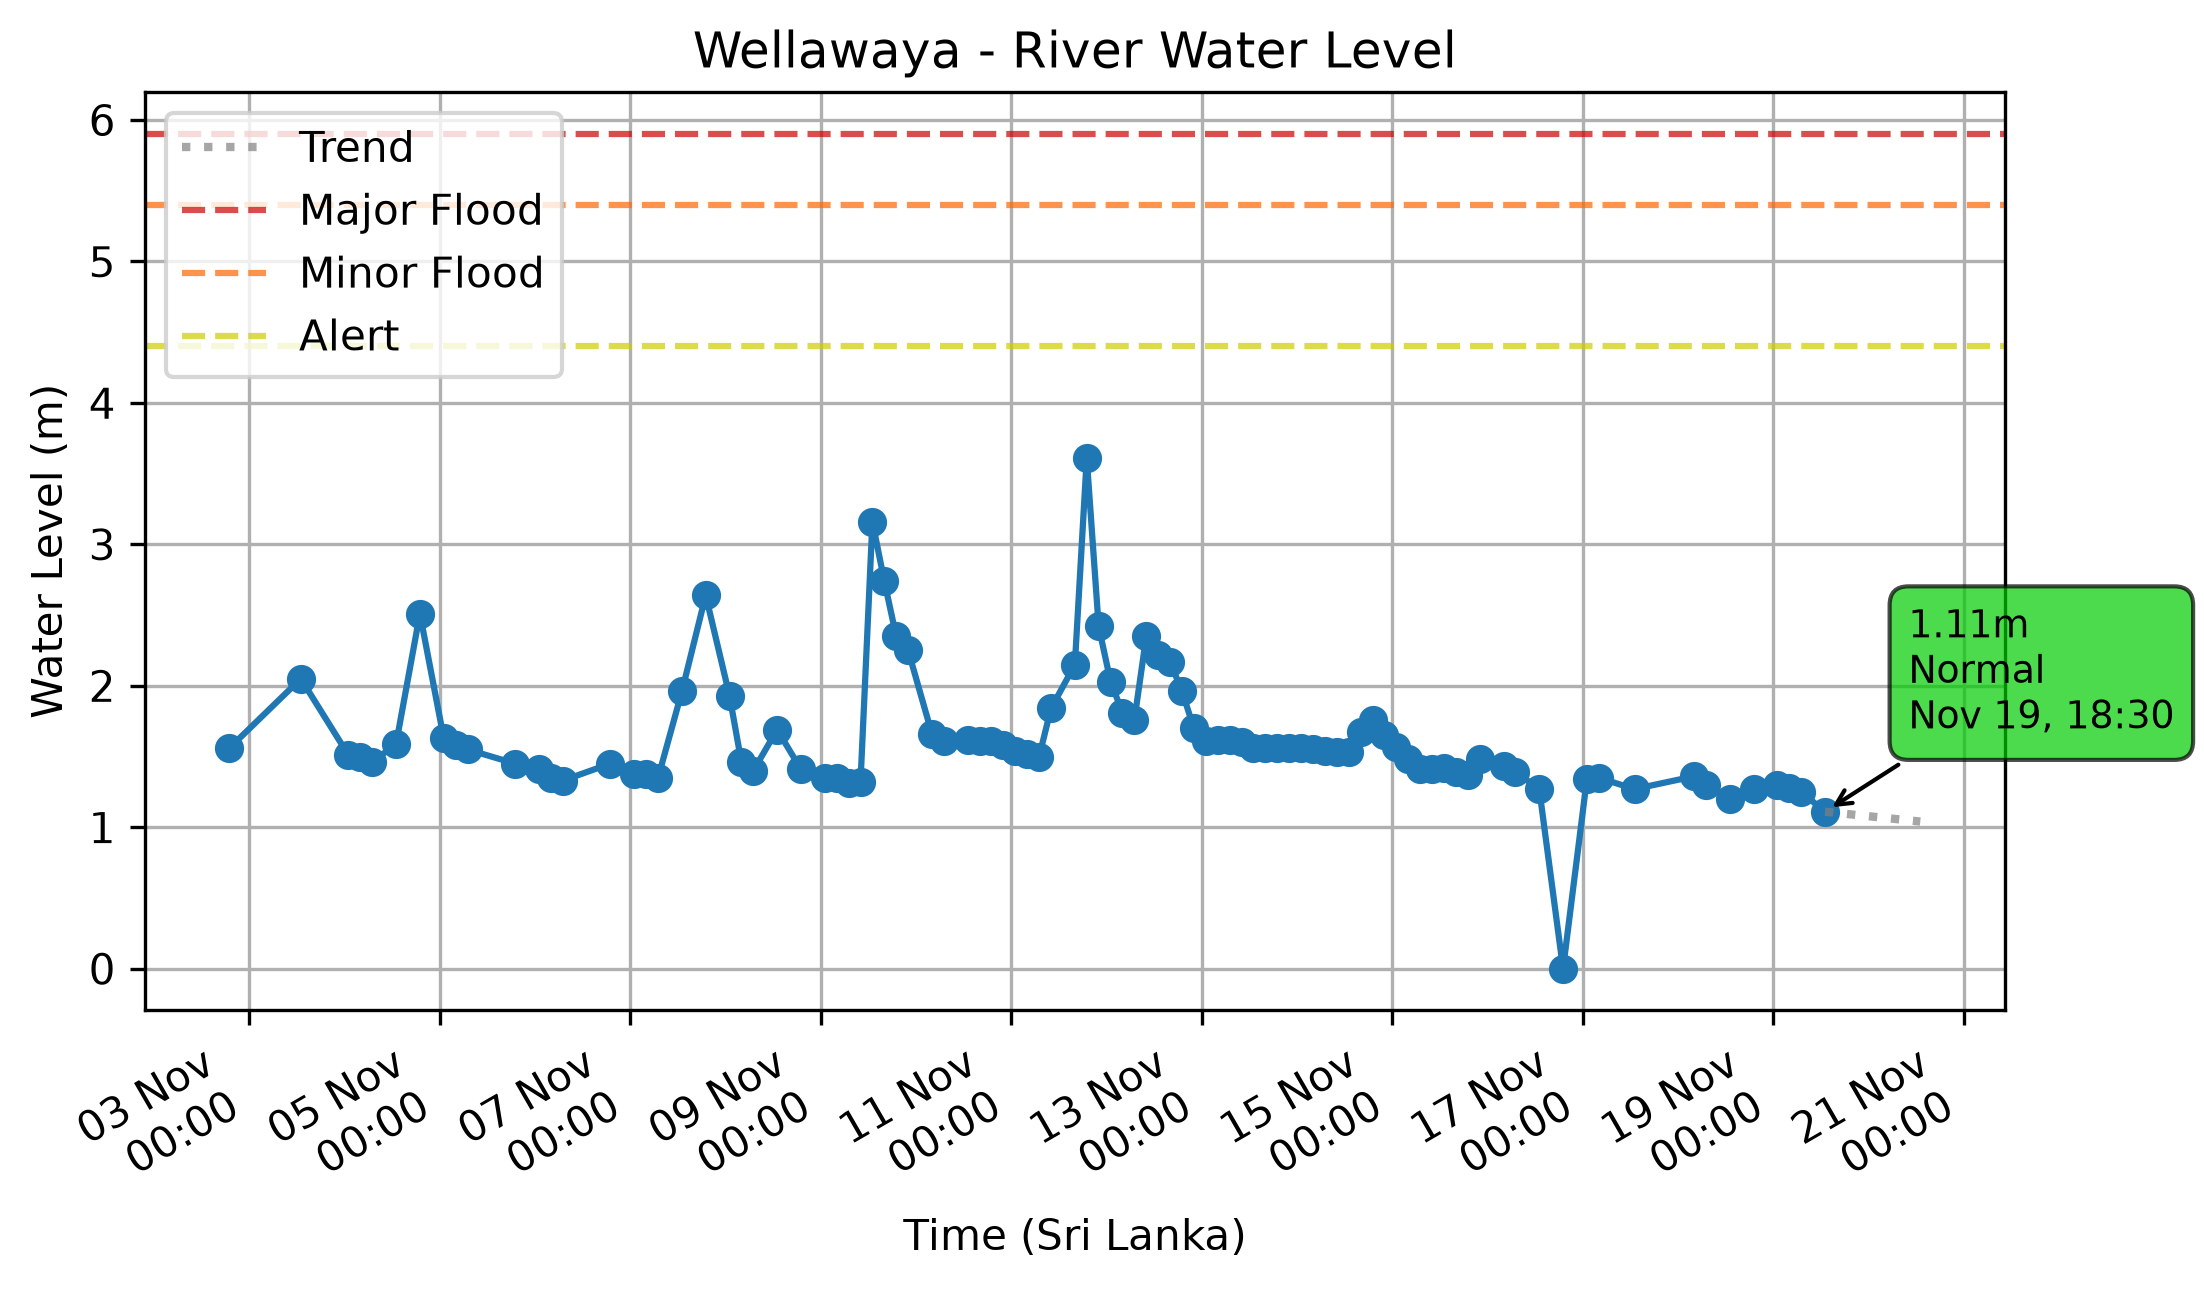 Wellawaya - River Water Level
Trend
Major Flood
Minor Flood
Alert
Water Level (m)
6
5
4
3
2
1
0
1.11m
Normal
Nov 19, 18:30
03 Nov
00:00
05 Nov
00:00
07 Nov
00:00
09 Nov
00:00
11 Nov
00:00
13 Nov
00:00
15 Nov
00:00
17 Nov
00:00
19 Nov
00:00
21 Nov
00:00
Time (Sri Lanka)